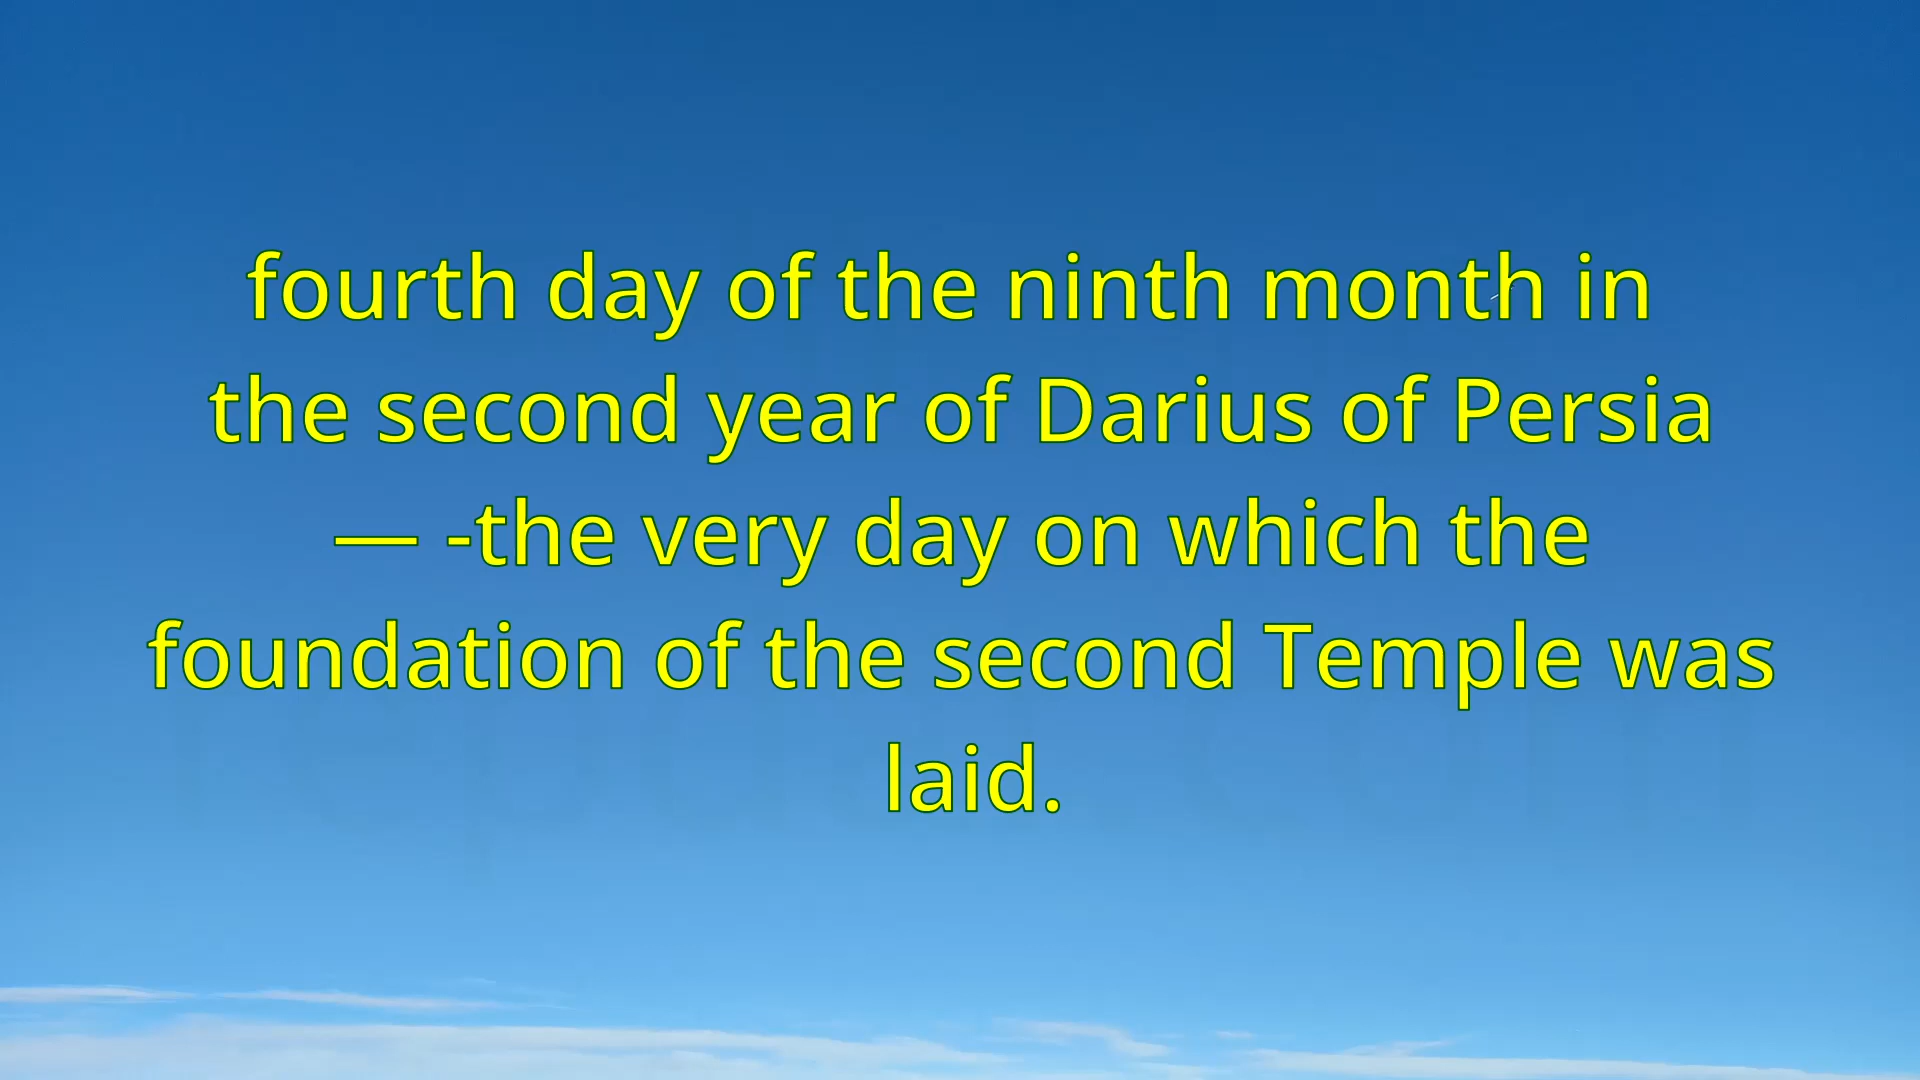 fourth day of the ninth month in
the second year of Darius of Persia
— -the very day on which the
foundation of the second Temple was
laid.